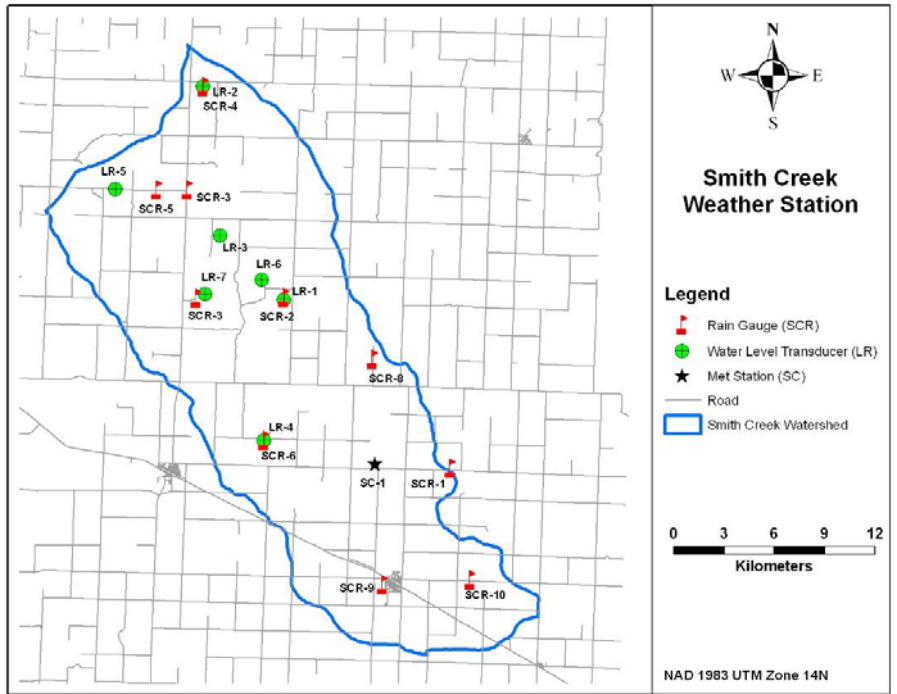 LR-2
SCR-4
LR-5
SCR-5
SCR-3
LR-3
LR-6
LR-7
LR-1
SCR-3
SCR-2
SCR-8
LR-4
SCR-6
SC-1
SCR-1
SCR-9
SCR-10
N
W
E
S
Smith Creek
Weather Station
Legend
Rain Gauge (SCR)
Water Level Transducer (LR)
Met Station (SC)
Road
Smith Creek Watershed
0 3 6 9 12
Kilometers
NAD 1983 UTM Zone 14N